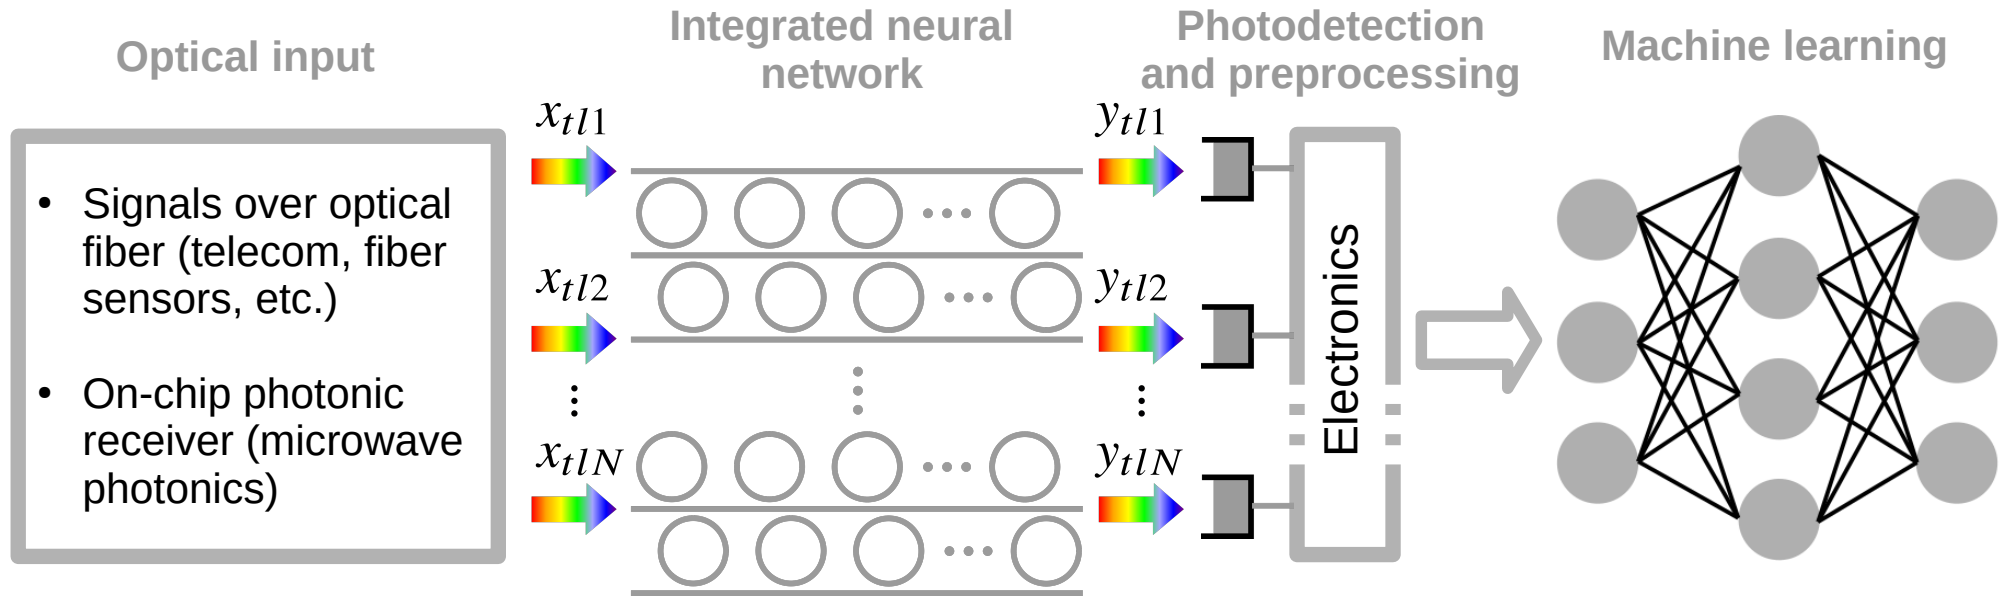 Optical input
Integrated neural
network
Photodetection
and preprocessing
Machine learning
• Signals over optical
fiber (telecom, fiber
sensors, etc.)
• On-chip photonic
receiver (microwave
photonics)
x_{tl1}
x_{tl2}
⋮
x_{tlN}
y_{tl1}
y_{tl2}
⋮
y_{tlN}
Electronics